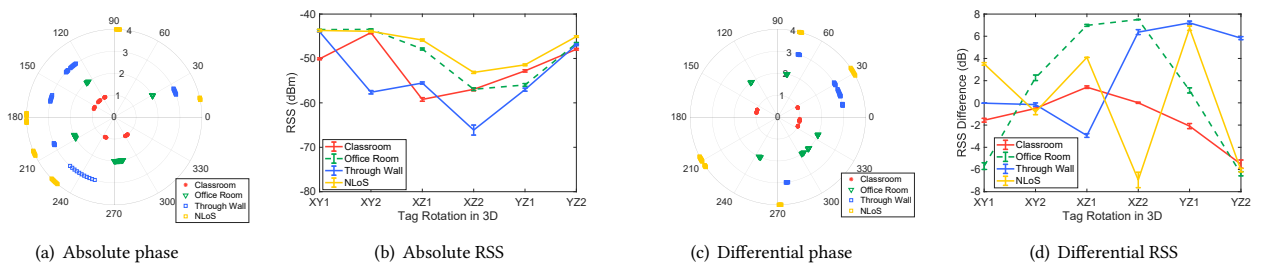 90
120
60
150
30
180
0
210
330
240
300
270
4
3
2
1
0
Classroom
Office Room
Through Wall
NLoS
(a) Absolute phase
-40
-50
-60
-70
-80
RSS (dBm)
Classroom
Office Room
Through Wall
NLoS
XY1 XY2 XZ1 XZ2 YZ1 YZ2
Tag Rotation in 3D
(b) Absolute RSS
90
120
60
150
30
180
0
210
330
240
300
270
4
3
2
1
0
Classroom
Office Room
Through Wall
NLoS
(c) Differential phase
8
6
4
2
0
-2
-4
-6
-8
RSS Difference (dB)
Classroom
Office Room
Through Wall
NLoS
XY1 XY2 XZ1 XZ2 YZ1 YZ2
Tag Rotation in 3D
(d) Differential RSS